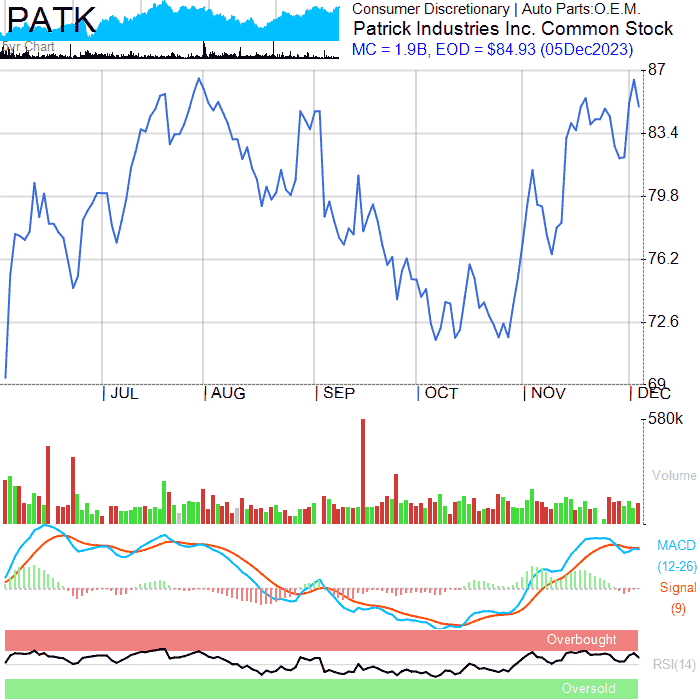 PATK
Consumer Discretionary | Auto Parts:O.E.M.
Patrick Industries Inc. Common Stock
5yr Chart
MC = 1.9B, EOD = $84.93 (05Dec2023)
87
83.4
79.8
76.2
72.6
69
| JUL
| AUG
| SEP
| OCT
| NOV
| DEC
580k
Volume
MACD
(12-26)
Signal
(9)
Overbought
RSI(14)
Oversold